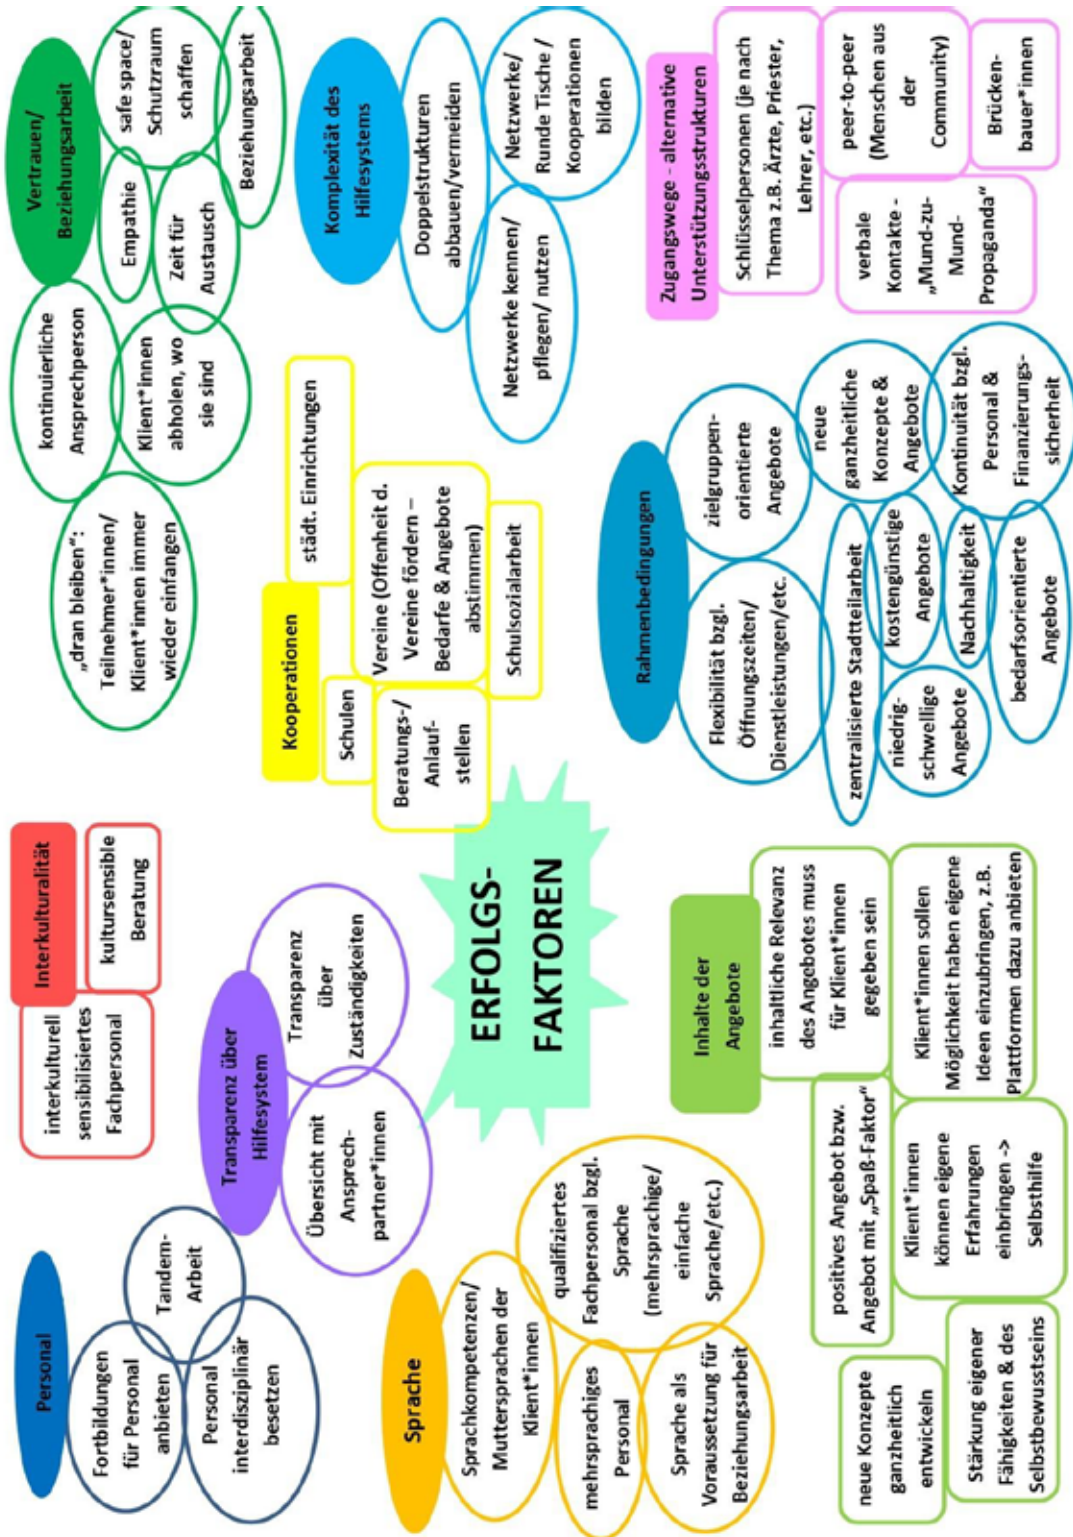 Personal
Fortbildungen
für Personal
anbieten
Tandem-
Arbeit
Personal
interdisziplinär
besetzen
Interkulturalität
interkulturell
sensibilisiertes
Fachpersonal
kultursensible
Beratung
Vertrauen/
Beziehungsarbeit
„dran bleiben“:
Teilnehmer*innen/
Klient*innen immer
wieder einfangen
kontinuierliche
Ansprechperson
Klient*innen
abholen, wo
sie sind
Empathie
Zeit für
Austausch
safe space/
Schutzraum
schaffen
Beziehungsarbeit
Transparenz über
Hilfesystem
Übersicht mit
Ansprech-
partner*innen
Transparenz
über
Zuständigkeiten
Kooperationen
Schulen
städt. Einrichtungen
Beratungs-/
Anlauf-
stellen
Vereine (Offenheit d.
Vereine fördern –
Bedarfe & Angebote
abstimmen)
Schulsozialarbeit
Komplexität des
Hilfesystems
Doppelstrukturen
abbauen/vermeiden
Netzwerke kennen/
pflegen/ nutzen
Netzwerke/
Runde Tische /
Kooperationen
bilden
ERFOLGS-
FAKTOREN
Sprache
Sprachkompetenzen/
Muttersprachen der
Klient*innen
qualifiziertes
Fachpersonal bzgl.
Sprache
(mehrsprachige/
einfache
Sprache/etc.)
mehrsprachiges
Personal
Sprache als
Voraussetzung für
Beziehungsarbeit
Inhalte der
Angebote
inhaltliche Relevanz
des Angebotes muss
für Klient*innen
gegeben sein
positives Angebot bzw.
Angebot mit „Spaß-Faktor“
Klient*innen sollen
Möglichkeit haben eigene
Ideen einzubringen, z.B.
Plattformen dazu anbieten
Klient*innen
können eigene
Erfahrungen
einbringen ->
Selbsthilfe
neue Konzepte
ganzheitlich
entwickeln
Stärkung eigener
Fähigkeiten & des
Selbstbewusstseins
Rahmenbedingungen
Flexibilität bzgl.
Öffnungszeiten/
Dienstleistungen/etc.
zielgruppen-
orientierte
Angebote
zentralisierte Stadtteilarbeit
neue
ganzheitliche
Konzepte &
Angebote
niedrig-
schwellige
Angebote
kostengünstige
Angebote
Nachhaltigkeit
Kontinuität bzgl.
Personal &
Finanzierungs-
sicherheit
bedarfsorientierte
Angebote
Zugangswege - alternative
Unterstützungsstrukturen
Schlüsselpersonen (je nach
Thema z.B. Ärzte, Priester,
Lehrer, etc.)
verbale
Kontakte -
„Mund-zu-
Mund-
Propaganda“
peer-to-peer
(Menschen aus
der
Community)
Brücken-
bauer*innen